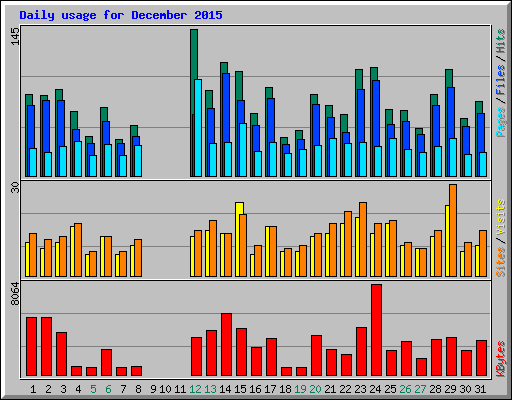 Daily usage for December 2015
145
Pages / Files / Hits
30
Sites / Visits
8064
KBytes
1 2 3 4 5 6 7 8 9 10 11 12 13 14 15 16 17 18 19 20 21 22 23 24 25 26 27 28 29 30 31